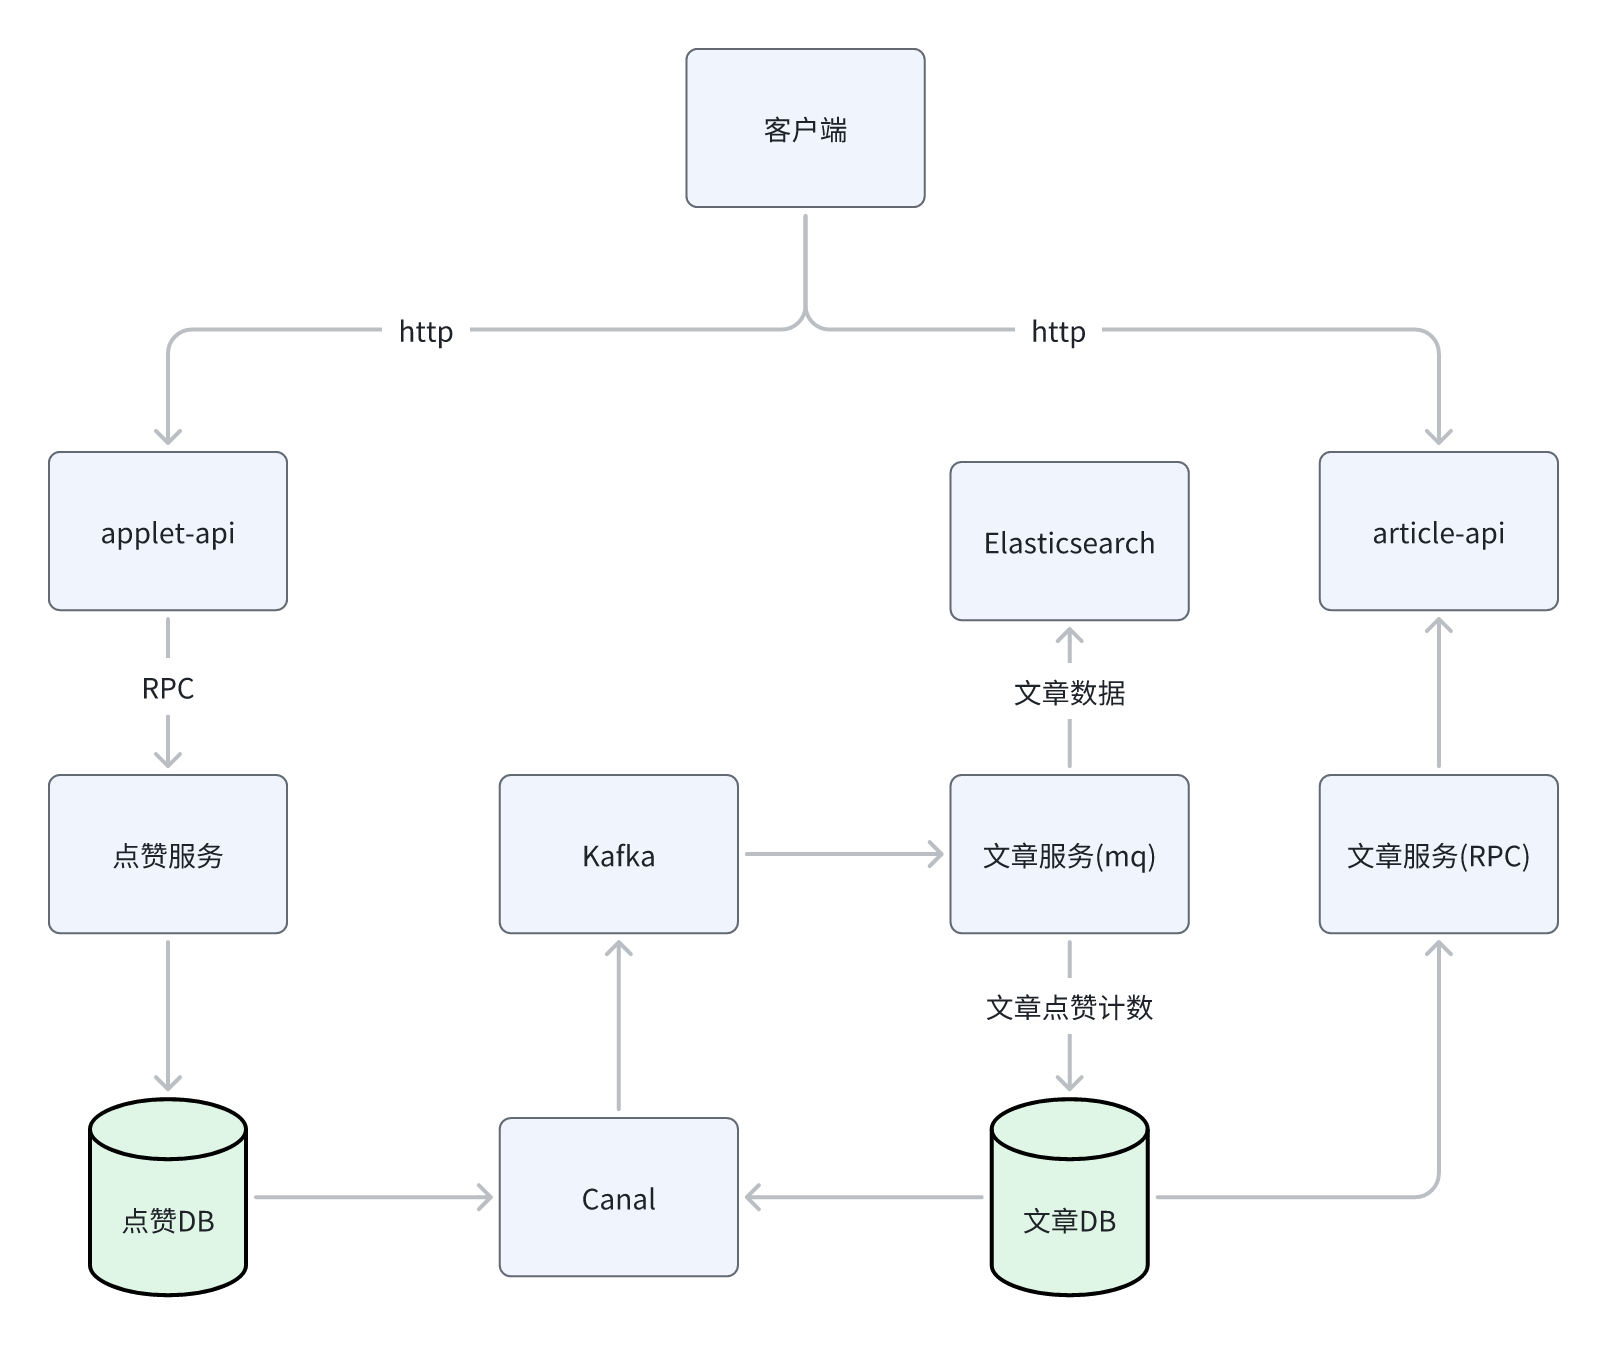 客户端
http
http
applet-api
Elasticsearch
article-api
RPC
文章数据
点赞服务
Kafka
文章服务(mq)
文章服务(RPC)
文章点赞计数
点赞DB
Canal
文章DB